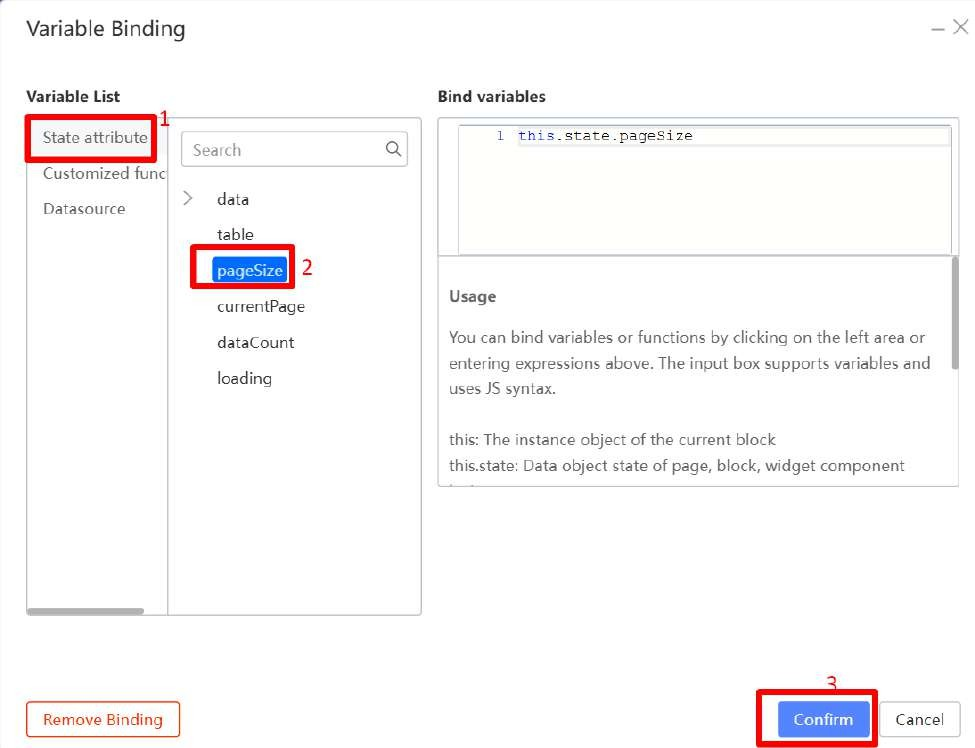 Variable Binding
Variable List
Bind variables
State attribute
1
Customized func
Datasource
Search
data
table
pageSize
2
currentPage
dataCount
loading
1 this.state.pageSize
Usage
You can bind variables or functions by clicking on the left area or
entering expressions above. The input box supports variables and
uses JS syntax.
this: The instance object of the current block
this.state: Data object state of page, block, widget component
Remove Binding
3
Confirm
Cancel